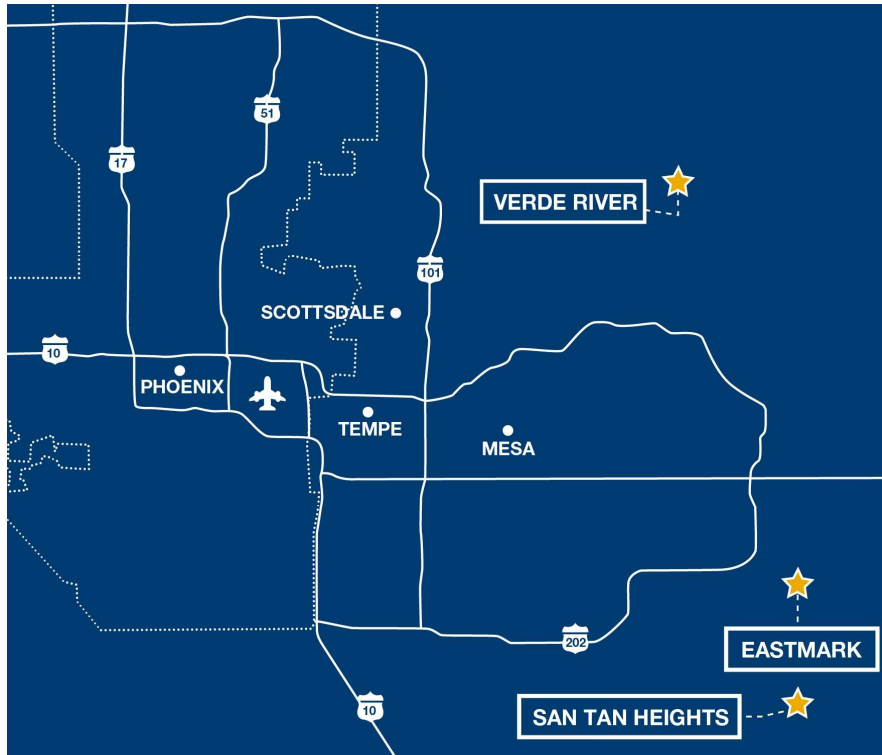 51
17
VERDE RIVER
101
SCOTTSDALE
10
PHOENIX
TEMPE
MESA
202
EASTMARK
10
SAN TAN HEIGHTS